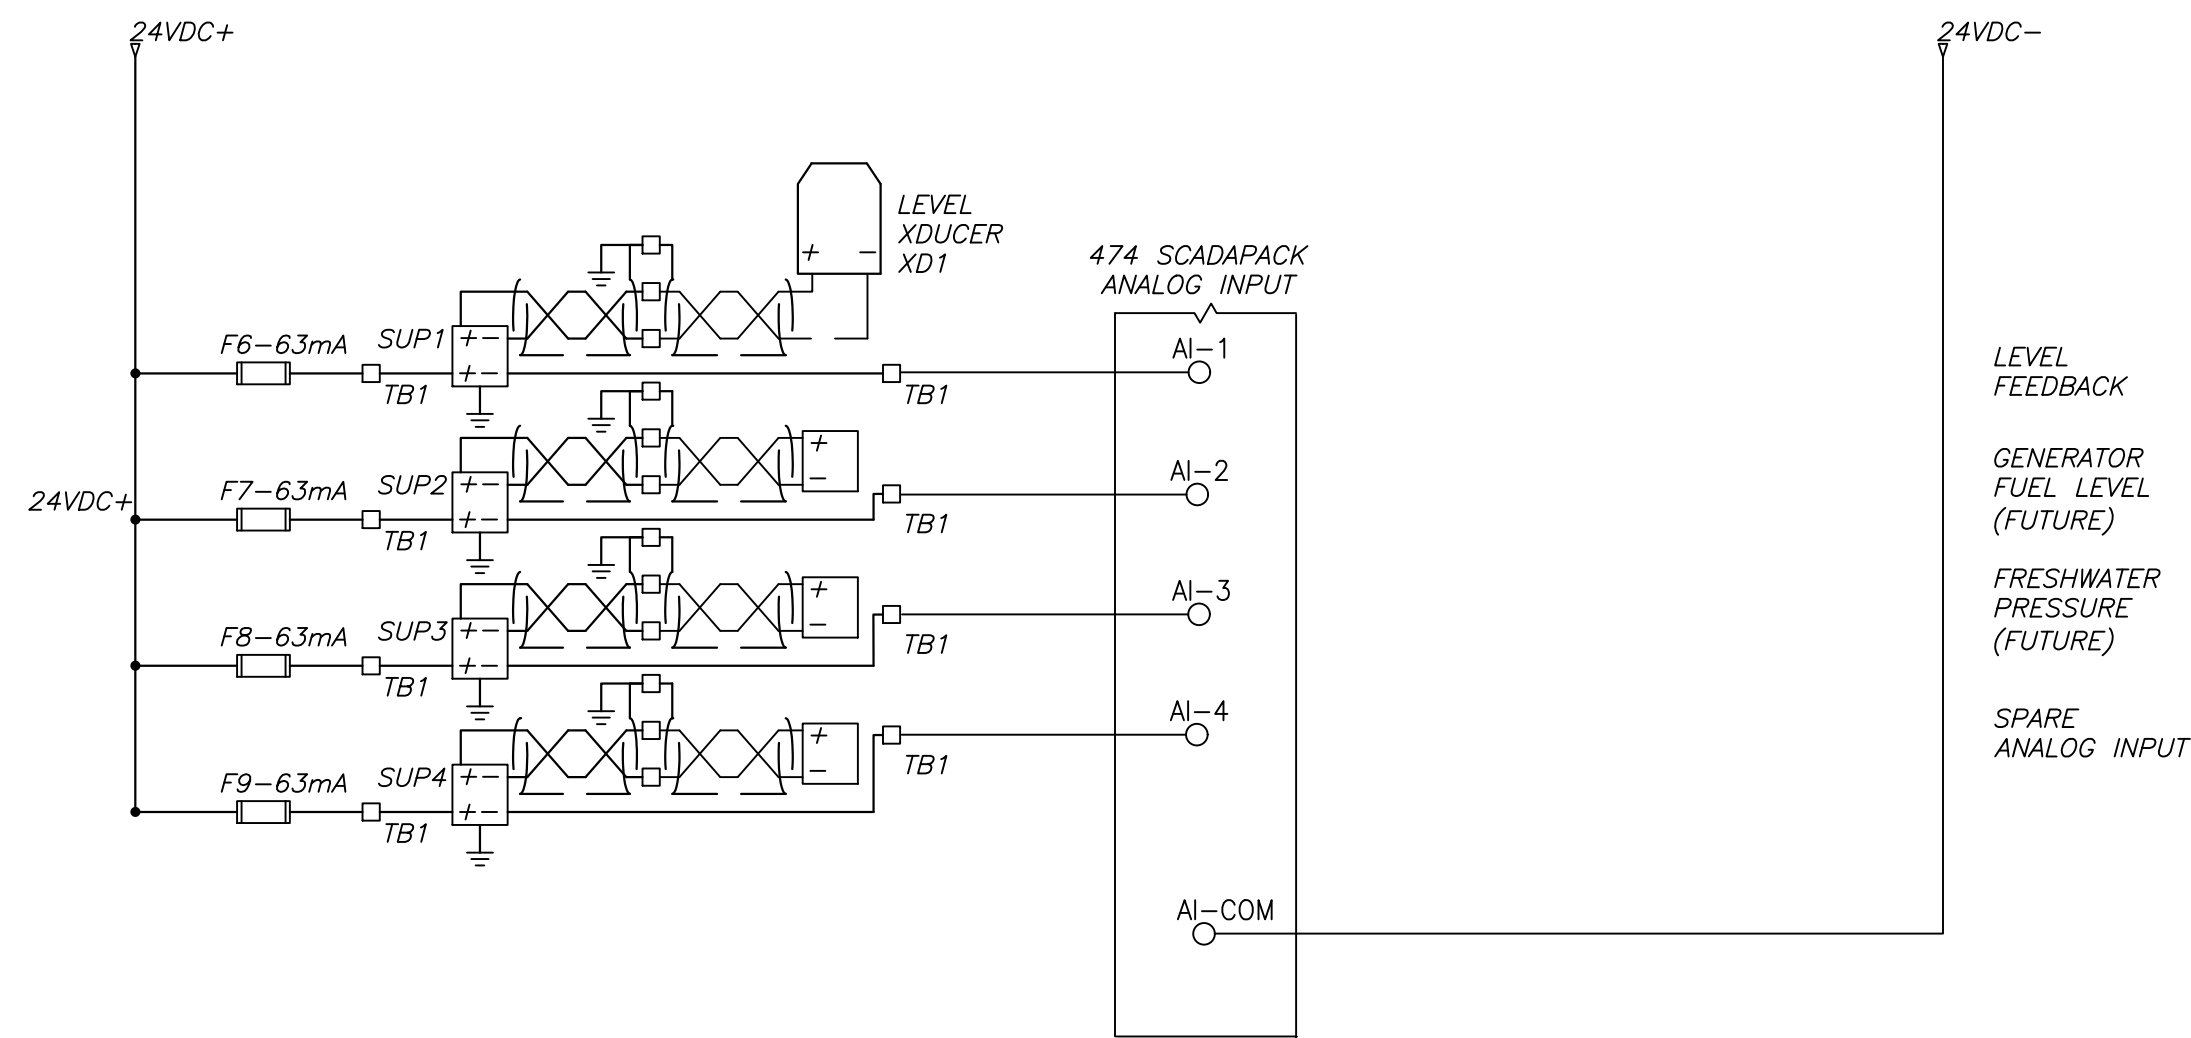 24VDC+
24VDC-
LEVEL
XDUCER
XD1
+ -
474 SCADAPACK
ANALOG INPUT
F6-63mA
SUP1
+-
+-
TB1
TB1
AI-1
LEVEL
FEEDBACK
24VDC+
F7-63mA
SUP2
+-
+-
TB1
+
-
TB1
AI-2
GENERATOR
FUEL LEVEL
(FUTURE)
F8-63mA
SUP3
+-
+-
TB1
+
-
TB1
AI-3
FRESHWATER
PRESSURE
(FUTURE)
F9-63mA
SUP4
+-
+-
TB1
+
-
TB1
AI-4
SPARE
ANALOG INPUT
AI-COM